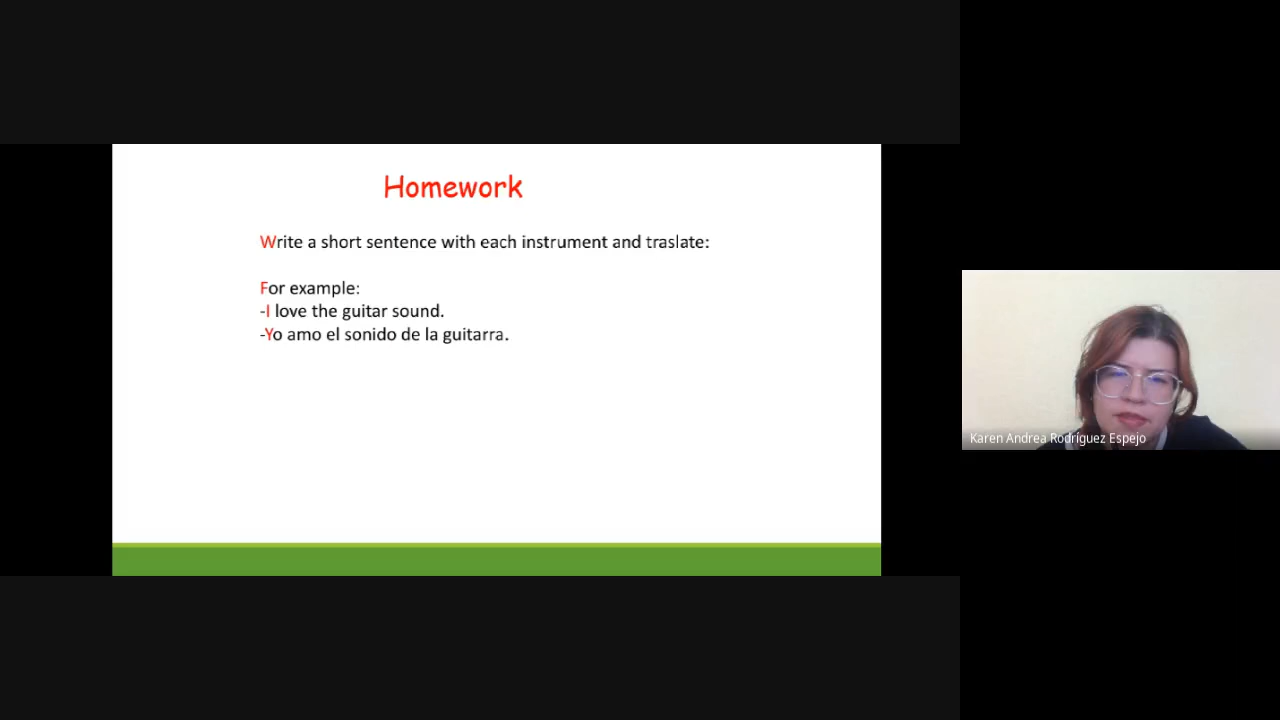 Homework
Write a short sentence with each instrument and traslate:
For example:
-I love the guitar sound.
-Yo amo el sonido de la guitarra.
Karen Andrea Rodríguez Espejo